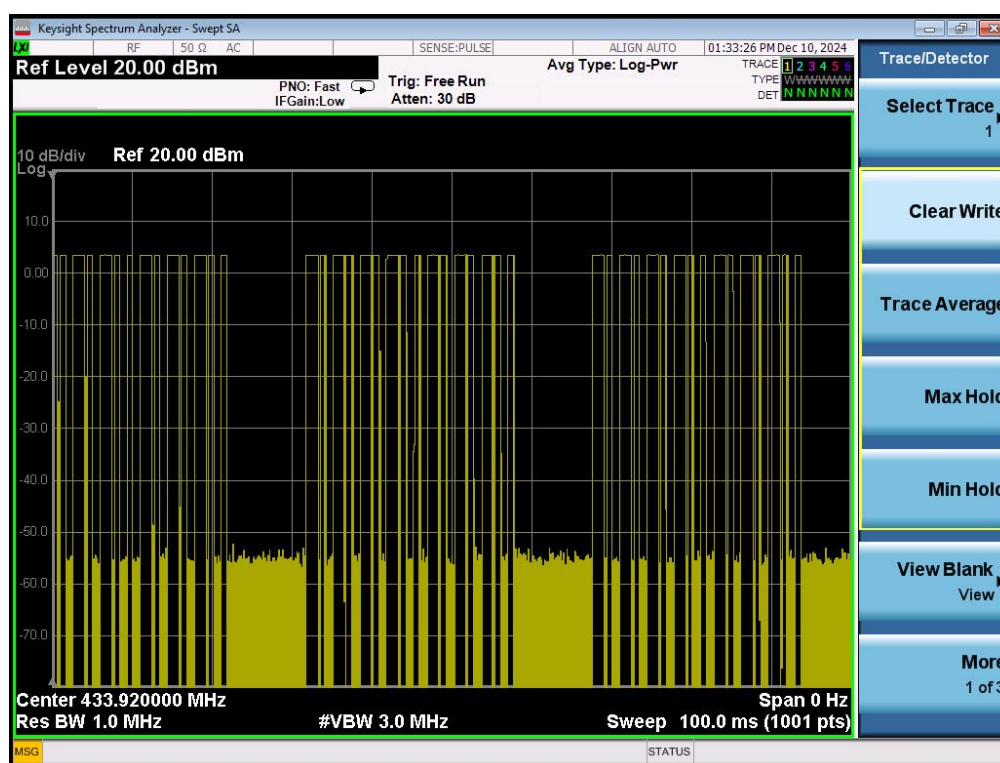 Keysight Spectrum Analyzer - Swept SA
LXI RF 50 Ω AC SENSE:PULSE ALIGN AUTO 01:33:26 PM Dec 10, 2024
Ref Level 20.00 dBm
PNO: Fast
IFGain:Low
Trig: Free Run
Atten: 30 dB
Avg Type: Log-Pwr
TRACE 1 2 3 4 5 6
TYPE WWWWWWW
DET N N N N N N
10 dB/div Ref 20.00 dBm
Log
10.0
0.00
-10.0
-20.0
-30.0
-40.0
-50.0
-60.0
-70.0
Center 433.920000 MHz Span 0 Hz
Res BW 1.0 MHz #VBW 3.0 MHz Sweep 100.0 ms (1001 pts)
MSG STATUS
Trace/Detector
Select Trace
1
Clear Write
Trace Average
Max Hold
Min Hold
View Blank
View
More
1 of 3